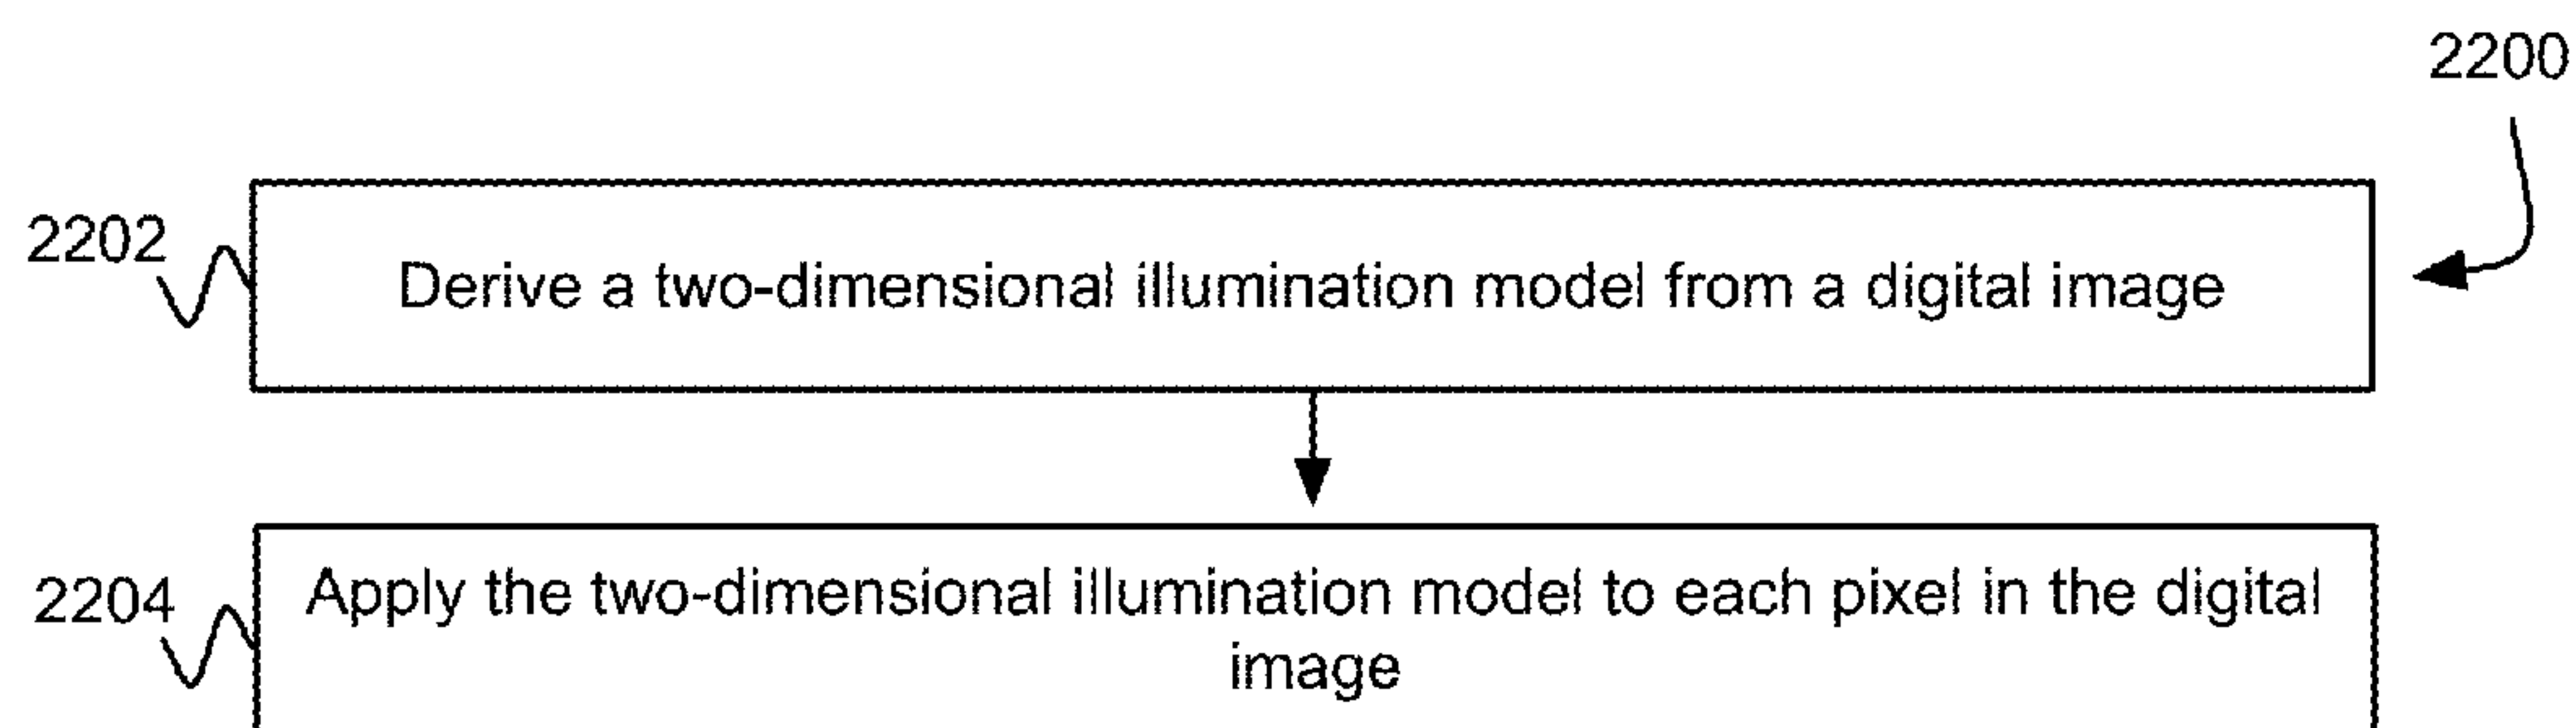 2200
2202
Derive a two-dimensional illumination model from a digital image
2204
Apply the two-dimensional illumination model to each pixel in the digital
image